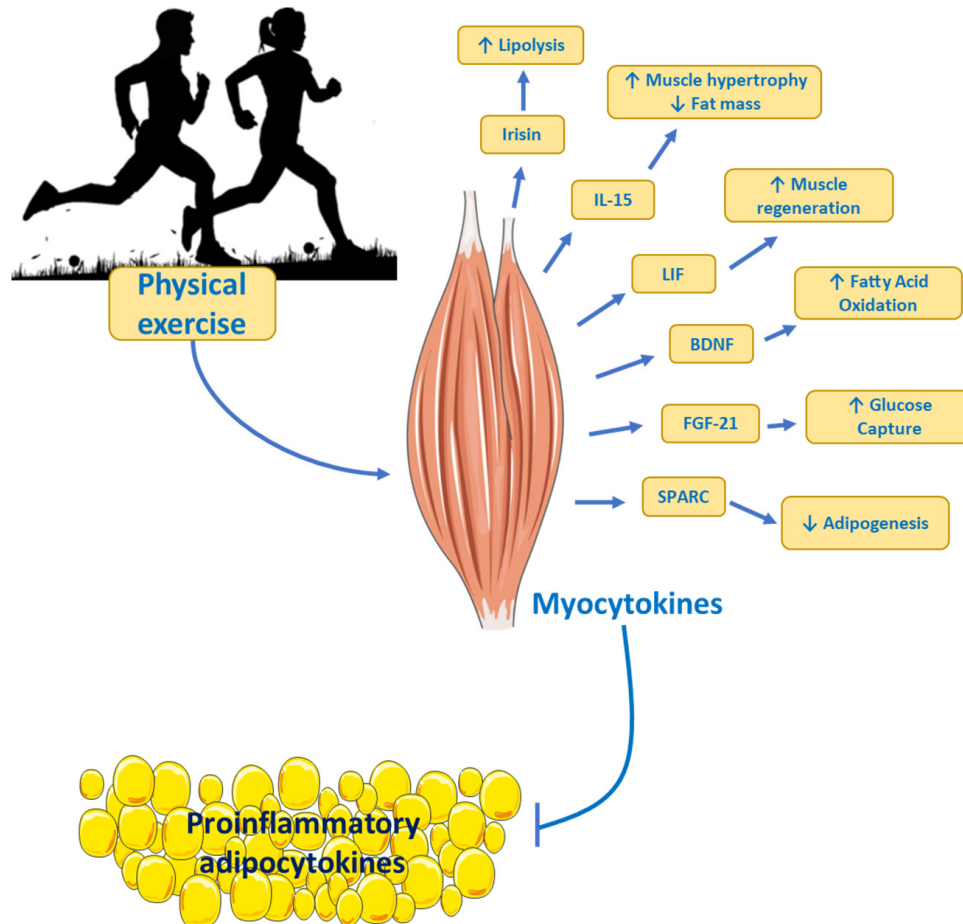 ↑ Lipolysis
Irisin
↑ Muscle hypertrophy
↓ Fat mass
IL-15
↑ Muscle
regeneration
LIF
↑ Fatty Acid
Oxidation
BDNF
↑ Glucose
Capture
FGF-21
SPARC
↓ Adipogenesis
Physical
exercise
Myocytokines
Proinflammatory
adipocytokines